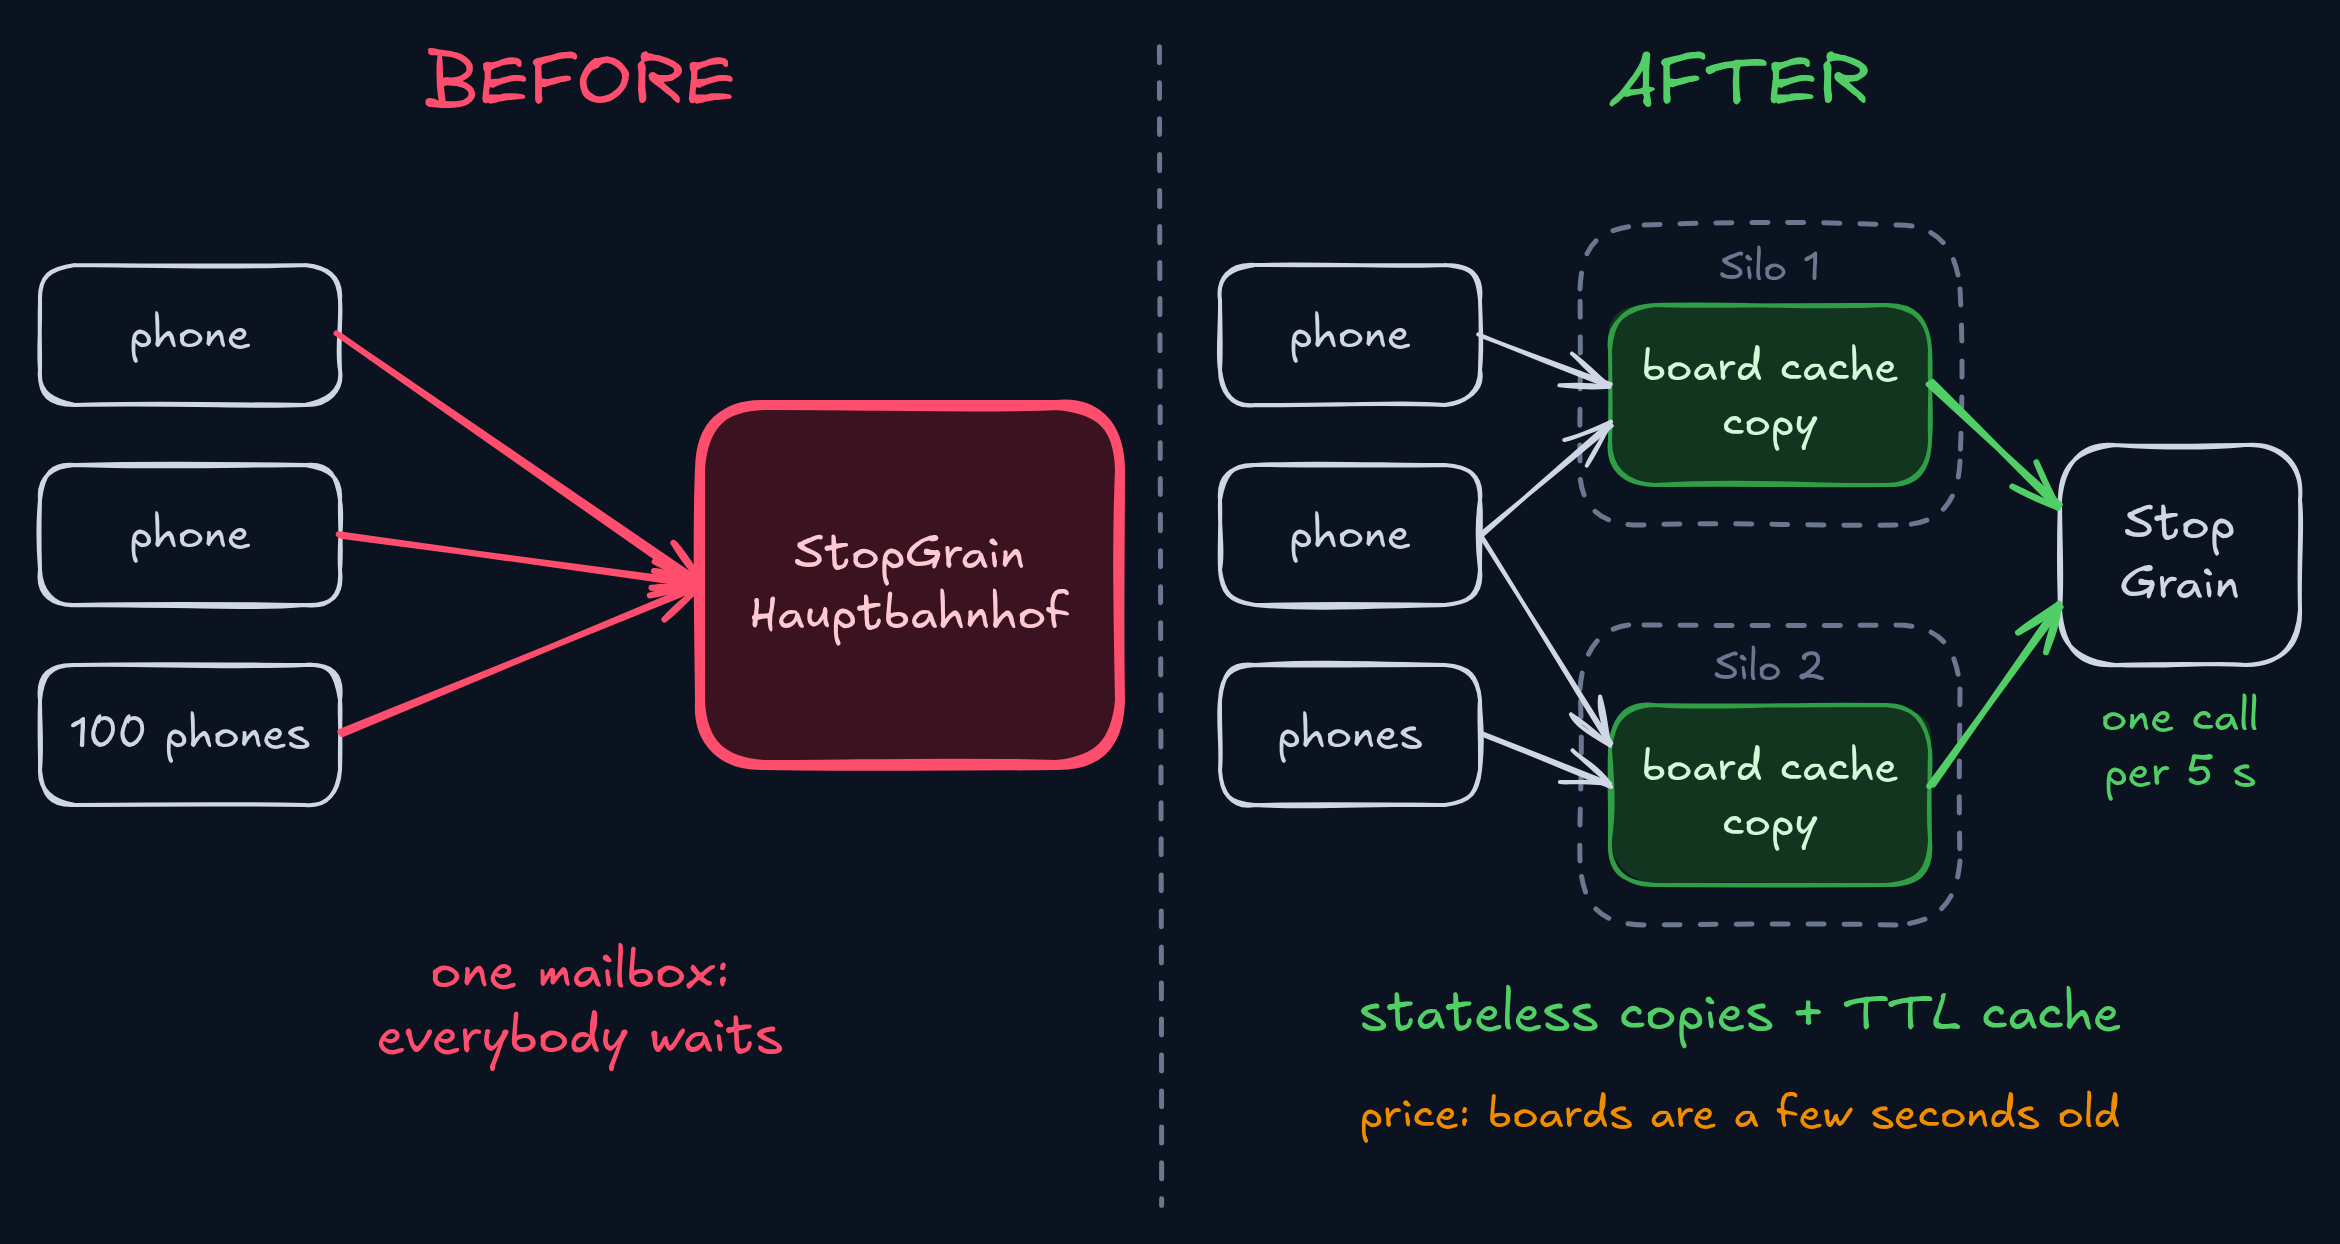 BEFORE
phone
phone
100 phones
StopGrain
Hauptbahnhof
one mailbox:
everybody waits
AFTER
phone
phone
phones
Silo 1
board cache
copy
Silo 2
board cache
copy
Stop
Grain
one call
per 5 s
stateless copies + TTL cache
price: boards are a few seconds old